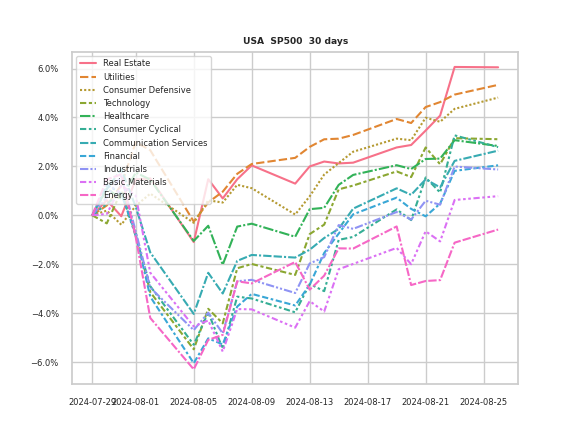 USA SP500 30 days
Real Estate
Utilities
Consumer Defensive
Technology
Healthcare
Consumer Cyclical
Communication Services
Financial
Industrials
Basic Materials
Energy
6.0%
4.0%
2.0%
0.0%
−2.0%
−4.0%
−6.0%
2024-07-29 2024-08-01 2024-08-05 2024-08-09 2024-08-13 2024-08-17 2024-08-21 2024-08-25